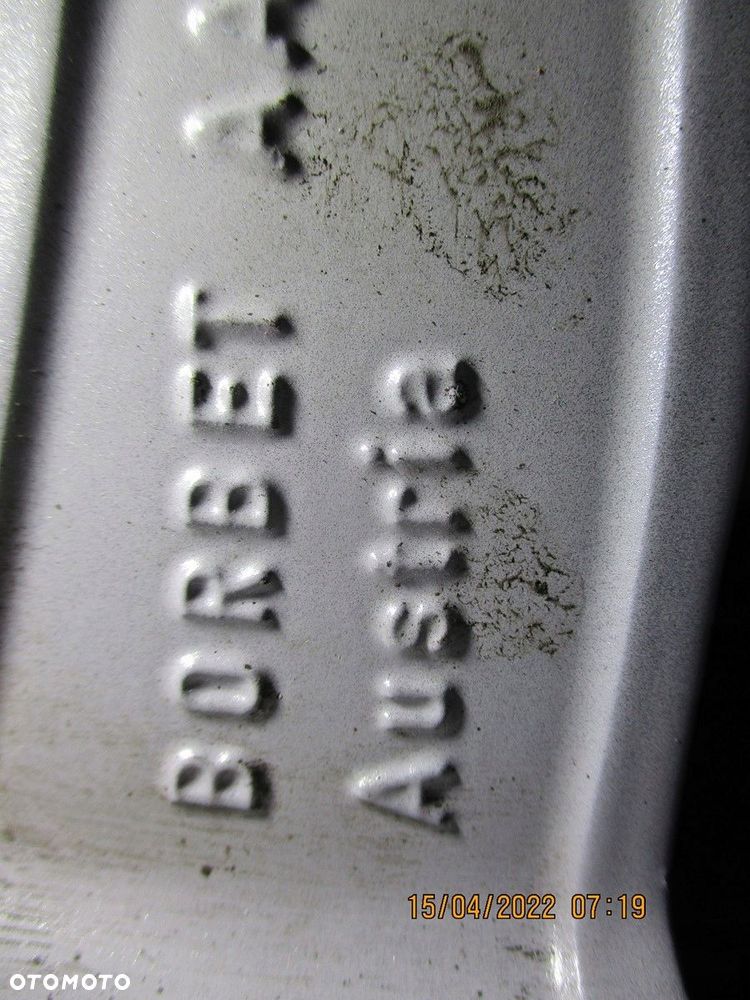 BORBET
Austria
15/04/2022 07:19
OTOMOTO